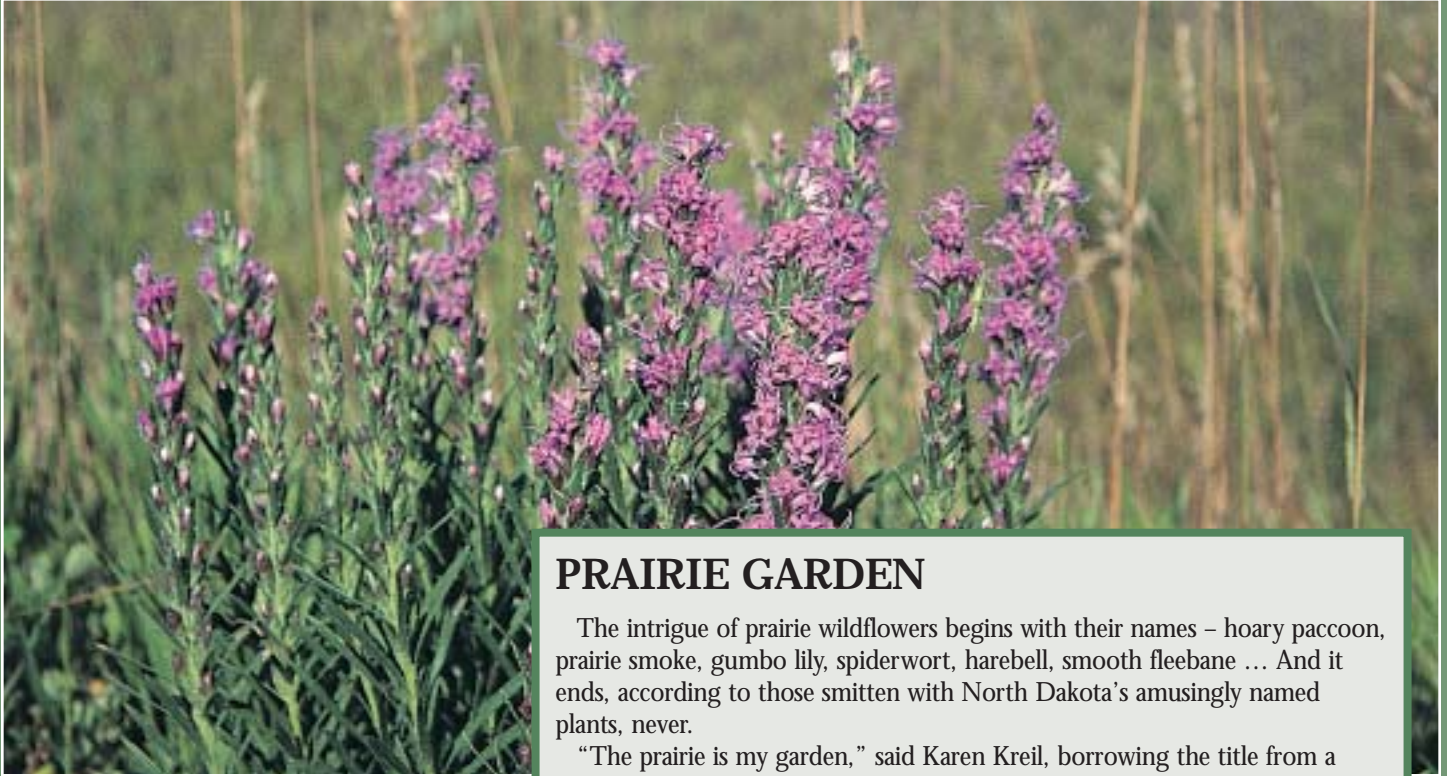 PRAIRIE GARDEN
The intrigue of prairie wildflowers begins with their names – hoary paccoon,
prairie smoke, gumbo lily, spiderwort, harebell, smooth fleebane … And it
ends, according to those smitten with North Dakota’s amusingly named
plants, never.
“The prairie is my garden,” said Karen Kreil, borrowing the title from a